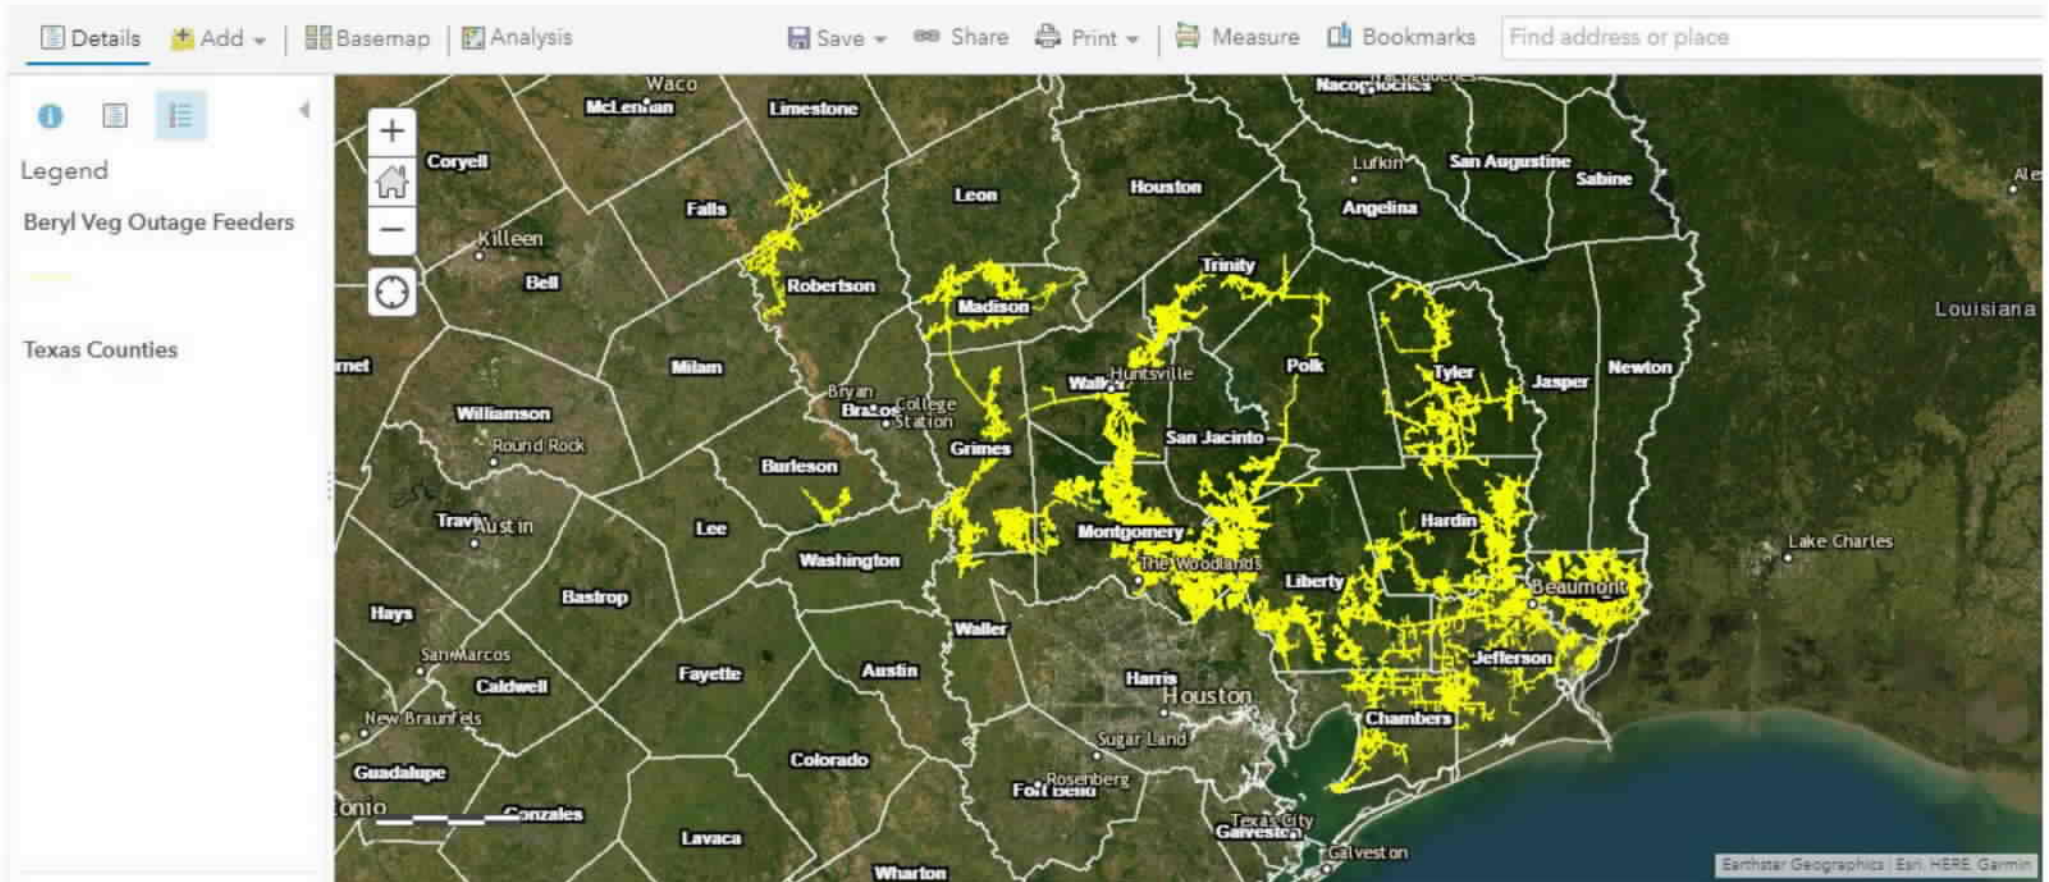 Details
Add
Basemap
Analysis
Save
Share
Print
Measure
Bookmarks
Find address or place
Legend
Beryl Veg Outage Feeders
Texas Counties
Waco
McLennan
Limestone
Nacogdoches
Nacogdoches
Coryell
Leon
Houston
Lufkin
San Augustine
Sabine
Falls
Angelina
Killeen
Bell
Robertson
Trinity
Madison
Louisiana
Milam
Walker
Huntsville
Polk
Tyler
Jasper
Newton
Williamson
Bryan
Brazos
College
Station
Round Rock
Grimes
San Jacinto
Burleson
Travis
Austin
Lee
Montgomery
Hardin
Washington
Lake Charles
The Woodlands
Liberty
Beaumont
Bastrop
Hays
Waller
San Marcos
Caldwell
Fayette
Austin
Harris
Houston
Jefferson
New Braunfels
Chambers
Sugar Land
Guadalupe
Colorado
Rosenberg
Fort Bend
onio
Gonzales
Lavaca
Texas City
Galveston
Galveston
Wharton
Earthstar Geographics | Esri, HERE, Garmin